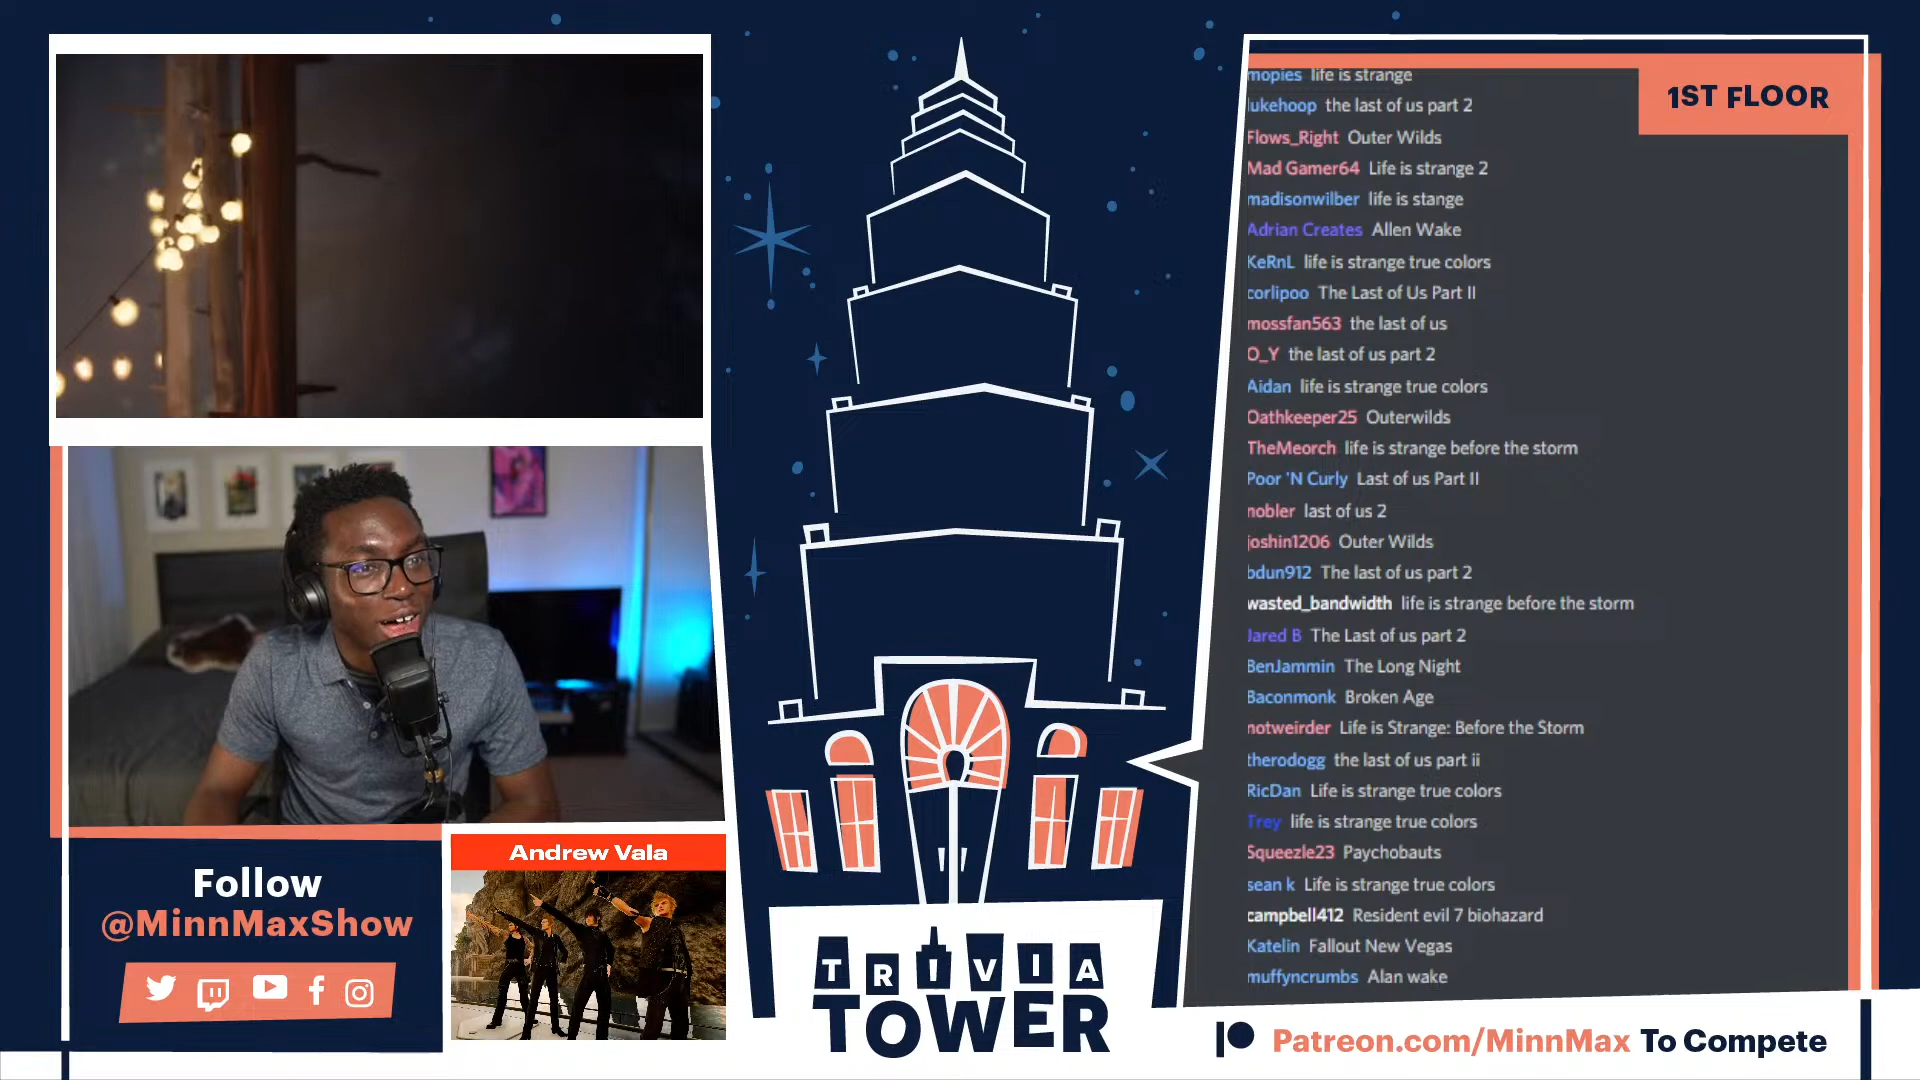 1ST FLOOR
mopies life is strange
lukehoop the last of us part 2
Flows_Right Outer Wilds
Mad Gamer64 Life is strange 2
madisonwilber life is stange
Adrian Creates Allen Wake
KeRnL life is strange true colors
corlipoo The Last of Us Part II
mossfan563 the last of us
O_Y the last of us part 2
Aidan life is strange true colors
Oathkeeper25 Outerwilds
TheMeorch life is strange before the storm
Poor 'N Curly Last of us Part II
nobler last of us 2
joshin1206 Outer Wilds
bdun912 The last of us part 2
wasted_bandwidth life is strange before the storm
Jared B The Last of us part 2
BenJammin The Long Night
Baconmonk Broken Age
notweirder Life is Strange: Before the Storm
therodogg the last of us part ii
RicDan Life is strange true colors
Trey life is strange true colors
Squeezle23 Paychobauts
sean k Life is strange true colors
campbell412 Resident evil 7 biohazard
Katelin Fallout New Vegas
muffyncrumbs Alan wake
Follow
@MinnMaxShow
Andrew Vala
TRIVIA
TOWER
Patreon.com/MinnMax To Compete